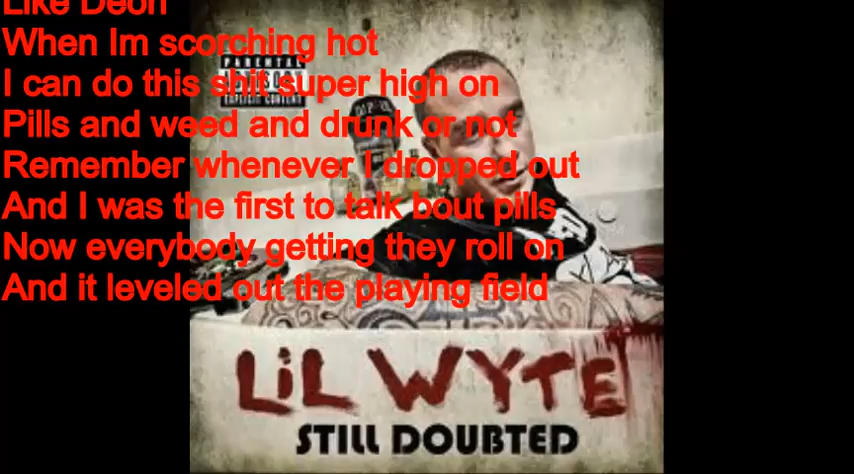 Like Deon
When Im scorching hot
I can do this shit super high on
Pills and weed and drunk or not
Remember whenever I dropped out
And I was the first to talk bout pills
Now everybody getting they roll on
And it leveled out the playing field
PARENTAL
ADVISORY
EXPLICIT CONTENT
LiL WYTE
STILL DOUBTED